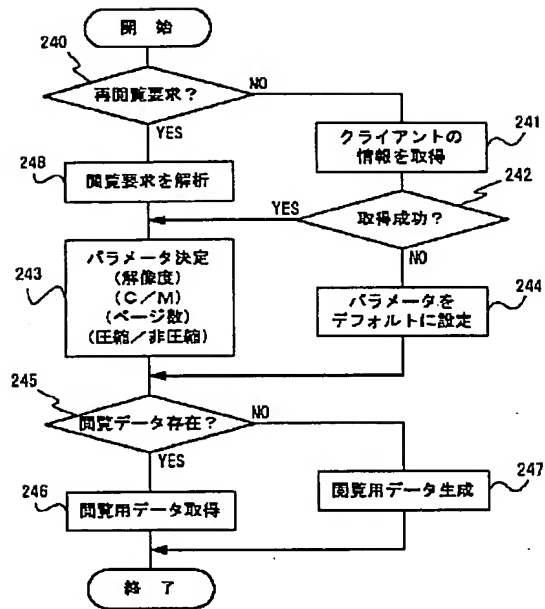 開 始
240
再閲覧要求？
NO
YES
241
クライアントの
情報を取得
248
閲覧要求を解析
242
YES
取得成功？
NO
243
パラメータ決定
(解像度)
(C／M)
(ページ数)
(圧縮／非圧縮)
244
パラメータを
デフォルトに設定
245
閲覧データ存在？
NO
YES
246
閲覧用データ取得
247
閲覧用データ生成
終 了